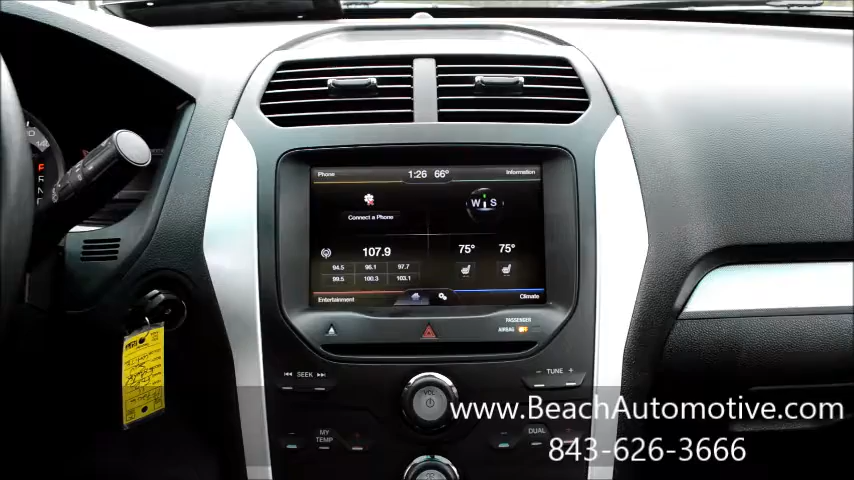 Phone
1:26 66°
Information
Connect a Phone
W S
107.9
94.5 96.1 97.7
99.5 100.3 103.1
75° 75°
Entertainment
Climate
PASSENGER
AIRBAG OFF
SEEK
- TUNE +
VOL
MY
TEMP
DUAL
R
N
www.BeachAutomotive.com
843-626-3666